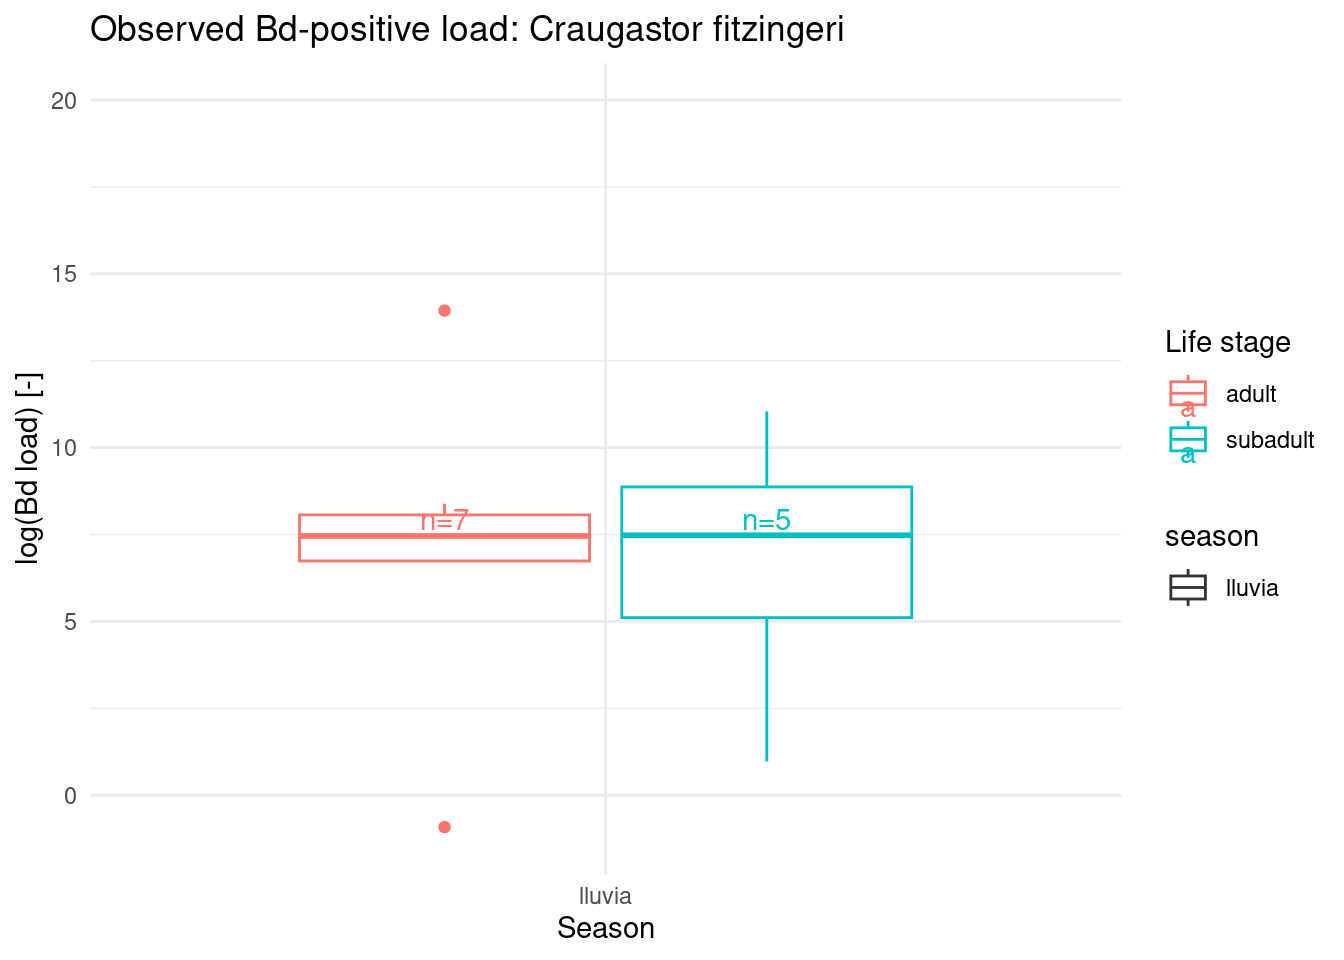 Observed Bd-positive load: Craugastor fitzingeri
20
15
10
5
0
log(Bd load) [-]
n=7
n=5
lluvia
Season
Life stage
a adult
a subadult
season
lluvia